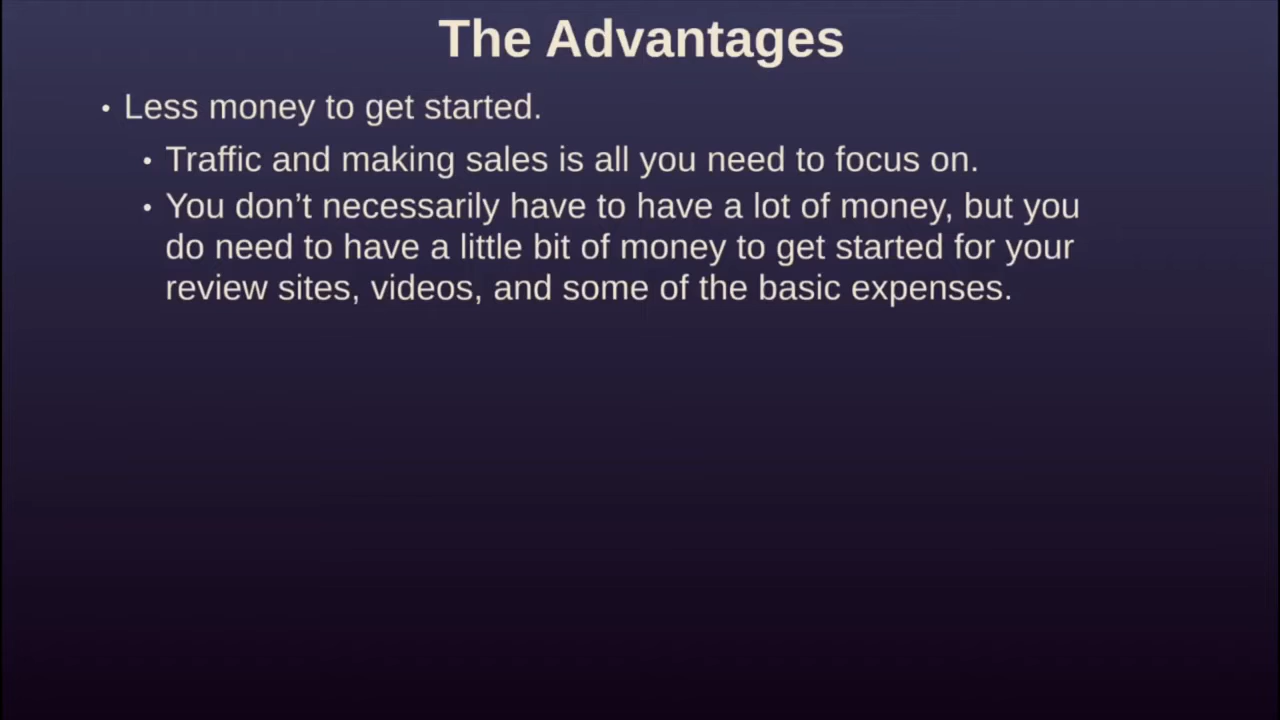 The Advantages
• Less money to get started.
• Traffic and making sales is all you need to focus on.
• You don’t necessarily have to have a lot of money, but you
do need to have a little bit of money to get started for your
review sites, videos, and some of the basic expenses.